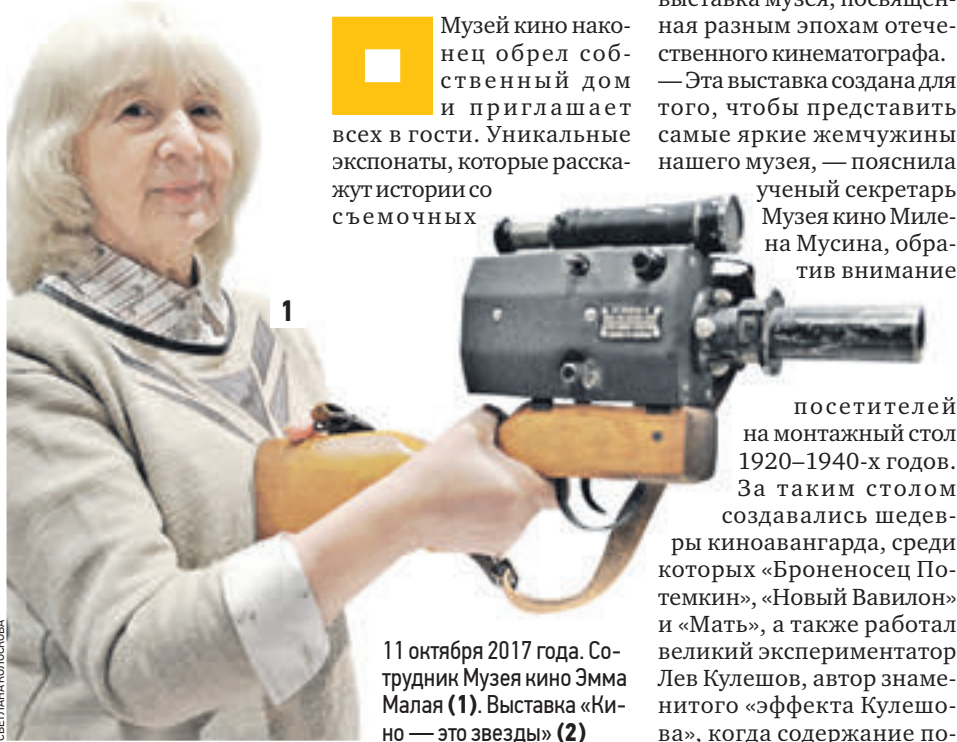 Музей кино нако-
нец обрел соб-
ственный дом
и приглашает
всех в гости. Уникальные
экспонаты, которые расска-
жут истории со
съемочных
1
11 октября 2017 года. Со-
трудник Музея кино Эмма
Малая (1). Выставка «Ки-
но — это звезды» (2)
СВЕТЛАНА КОЛОСКОВА
выставка музея, посвящен-
ная разным эпохам отече-
ственного кинематографа.
— Эта выставка создана для
того, чтобы представить
самые яркие жемчужины
нашего музея, — пояснила
ученый секретарь
Музея кино Миле-
на Мусина, обра-
тив внимание
посетителей
на монтажный стол
1920–1940-х годов.
За таким столом
создавались шедев-
ры киноавангарда, среди
которых «Броненосец По-
темкин», «Новый Вавилон»
и «Мать», а также работал
великий экспериментатор
Лев Кулешов, автор знаме-
нитого «эффекта Кулешо-
ва», когда содержание по-